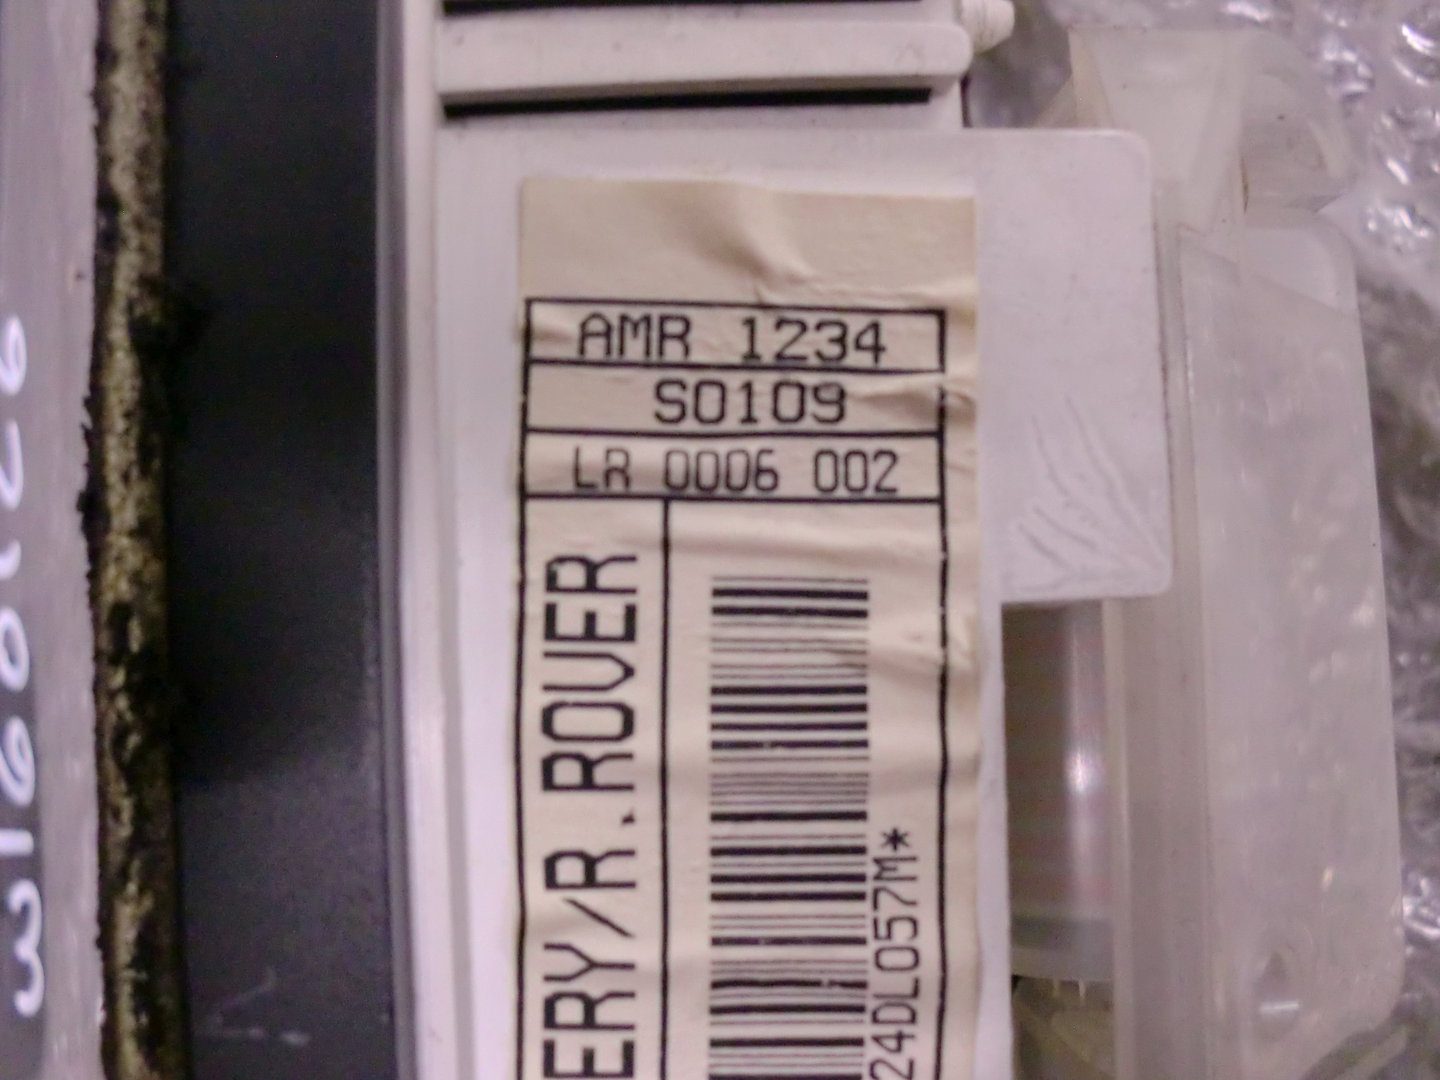 AMR 1234
S0109
LR 0006 002
ERY/R.ROVER
24DL057M*